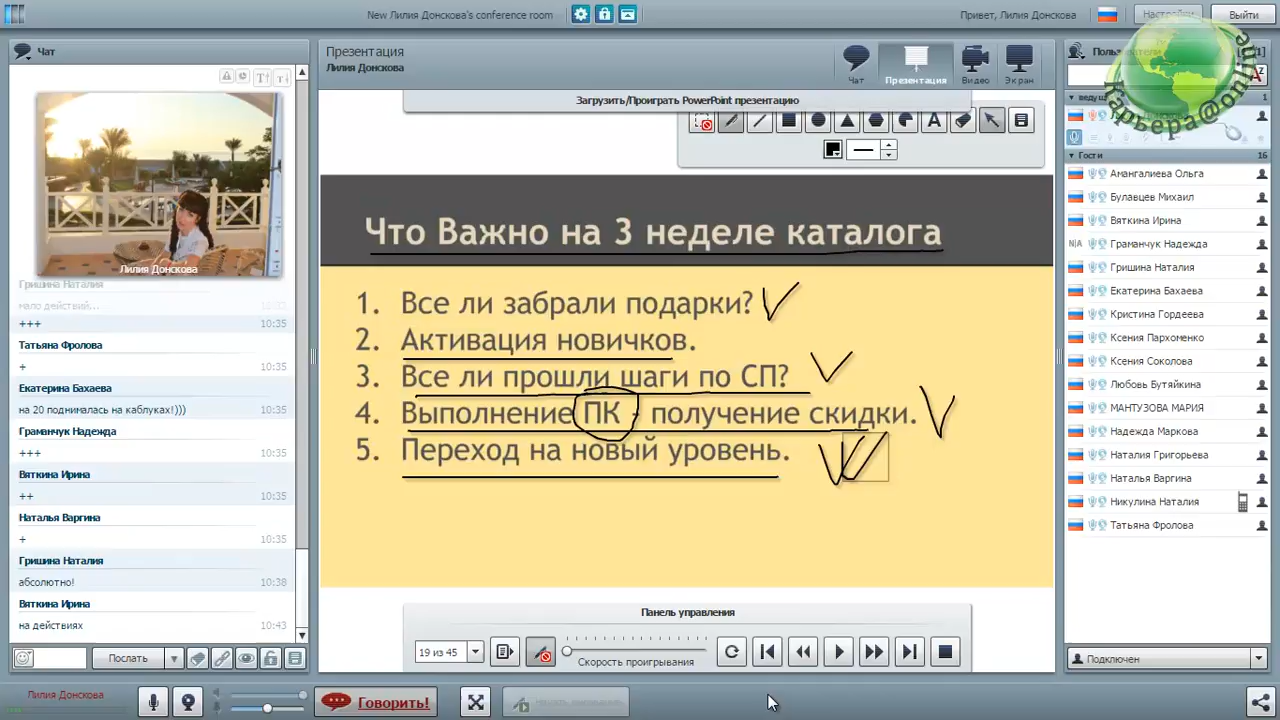 New Лилия Донскова's conference room
Привет, Лилия Донскова
Настройки
Выйти
Чат
Лилия Донскова
Гришина Наталия
мало действий...
+++
10:35
Татьяна Фролова
+
10:35
Екатерина Бахаева
на 20 поднималась на каблуках!)))
10:35
Граманчук Надежда
+++
10:35
Вяткина Ирина
++
10:35
Наталья Варгина
+
10:35
Гришина Наталия
абсолютно!
10:38
Вяткина Ирина
на действиях
10:43
Послать
Презентация
Лилия Донскова
Чат
Презентация
Видео
Экран
Загрузить/Проиграть PowerPoint презентацию
Что Важно на 3 неделе каталога
1. Все ли забрали подарки?
2. Активация новичков.
3. Все ли прошли шаги по СП?
4. Выполнение ПК - получение скидки.
5. Переход на новый уровень.
Панель управления
19 из 45
Скорость проигрывания
карьера@online
ведущ
1
Гости
16
Амангалиева Ольга
Булавцев Михаил
Вяткина Ирина
N/A Граманчук Надежда
Гришина Наталия
Екатерина Бахаева
Кристина Гордеева
Ксения Пархоменко
Ксения Соколова
Любовь Бутырская
МАНТУЗОВА МАРИЯ
Надежда Маркова
Наталия Григорьева
Наталья Варгина
Никулина Наталия
Татьяна Фролова
Подключен
Лилия Донскова
Говорить!